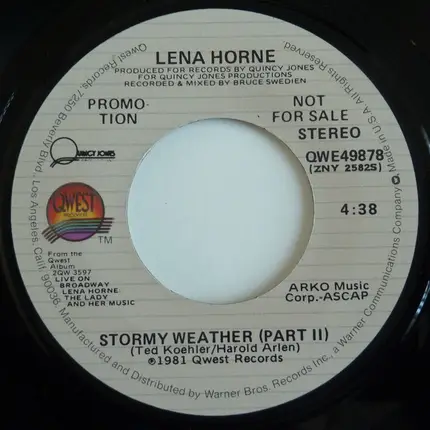 LENA HORNE
PRODUCED FOR RECORDS BY QUINCY JONES
FOR QUINCY JONES PRODUCTIONS
RECORDED & MIXED BY BRUCE SWEDIEN
PROMO-
TION
NOT
FOR SALE
STEREO
QUINCY JONES
QWE49878
(ZNY 2582S)
QWEST
RECORDS
TM
4:38
From the
Qwest
Album
2QW 3597
LIVE ON
BROADWAY
LENA HORNE:
THE LADY
AND HER MUSIC
ARKO Music
Corp.-ASCAP
STORMY WEATHER (PART II)
(Ted Koehler/Harold Arlen)
℗1981 Qwest Records
Qwest Records, 7250 Beverly Blvd., Los Angeles, Calif. 90036. Manufactured and Distributed by Warner Bros. Records Inc., a Warner Communications Company. Made in U.S.A. All Rights Reserved.